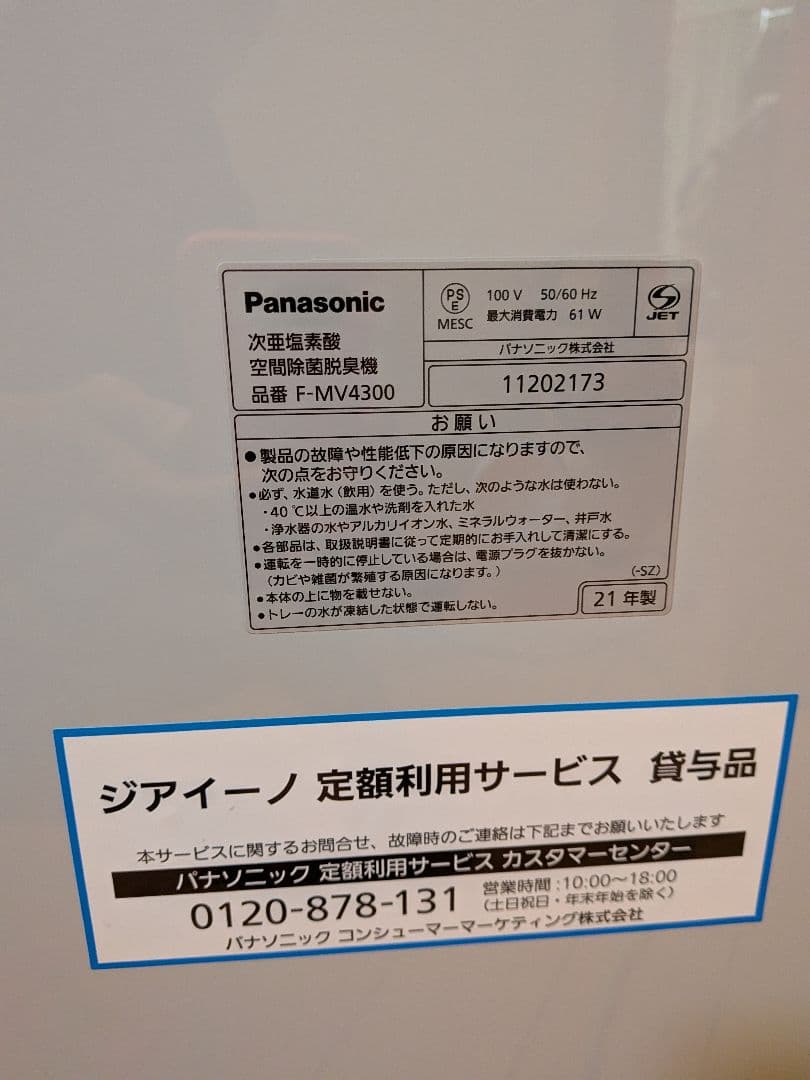 Panasonic
次亜塩素酸
空間除菌脱臭機
品番 F-MV4300
PS
E
MESC
100 V 50/60 Hz
最大消費電力 61 W
JET
パナソニック株式会社
11202173
お願い
●製品の故障や性能低下の原因になりますので、
次の点をお守りください。
●必ず、水道水（飲用）を使う。ただし、次のような水は使わない。
・40 ℃以上の温水や洗剤を入れた水
・浄水器の水やアルカリイオン水、ミネラルウォーター、井戸水
●各部品は、取扱説明書に従って定期的にお手入れして清潔にする。
●運転を一時的に停止している場合は、電源プラグを抜かない。
（カビや雑菌が繁殖する原因になります。）
●本体の上に物を載せない。
●トレーの水が凍結した状態で運転しない。
(-SZ)
21 年製
ジアイーノ 定額利用サービス 貸与品
本サービスに関するお問合せ、故障時のご連絡は下記までお願いいたします
パナソニック 定額利用サービス カスタマーセンター
0120-878-131
営業時間:10:00～18:00
（土日祝日・年末年始を除く）
パナソニック コンシューマーマーケティング株式会社